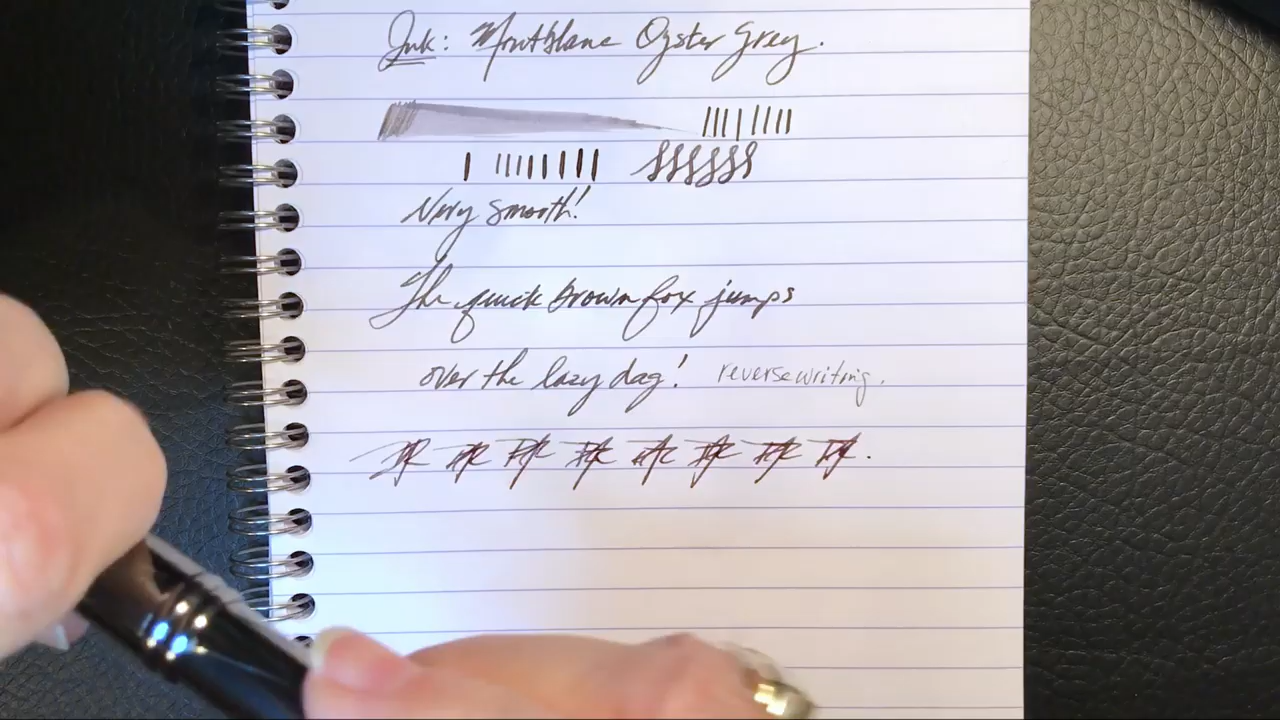 Ink: Montblanc Oyster Grey.
Very smooth!
The quick brown fox jumps
over the lazy dog! reverse writing.